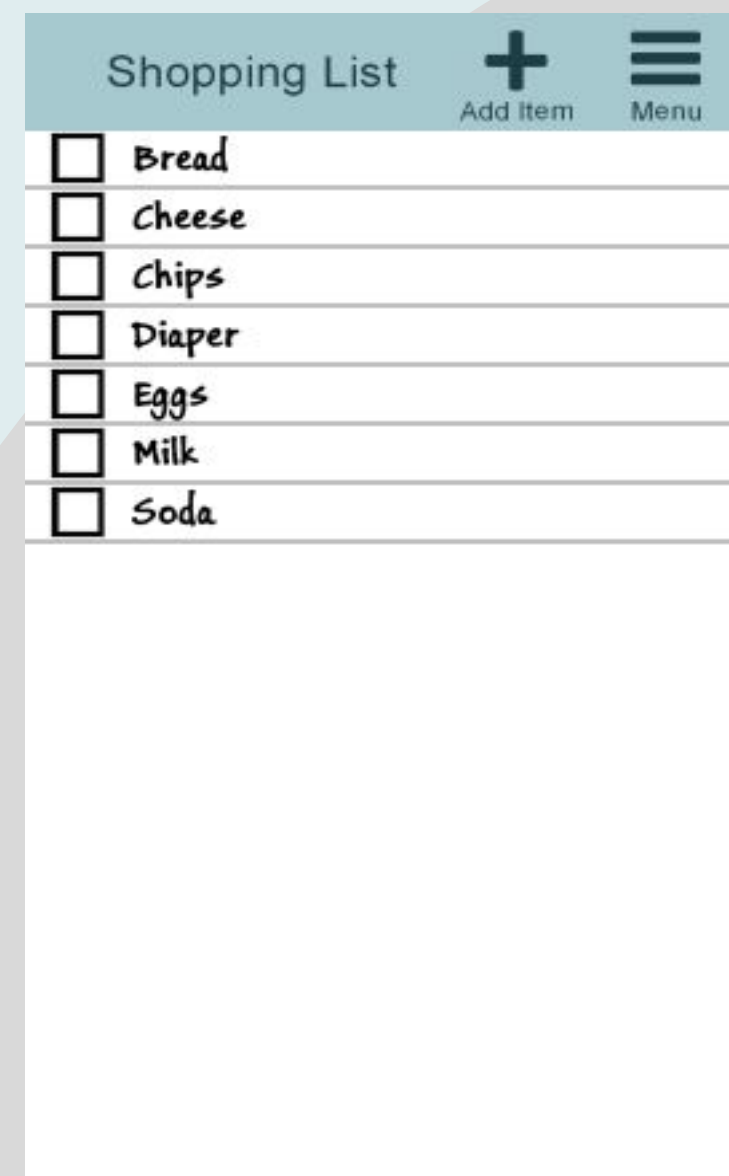 Shopping List
Add Item
Menu
Bread
Cheese
Chips
Diaper
Eggs
Milk
Soda